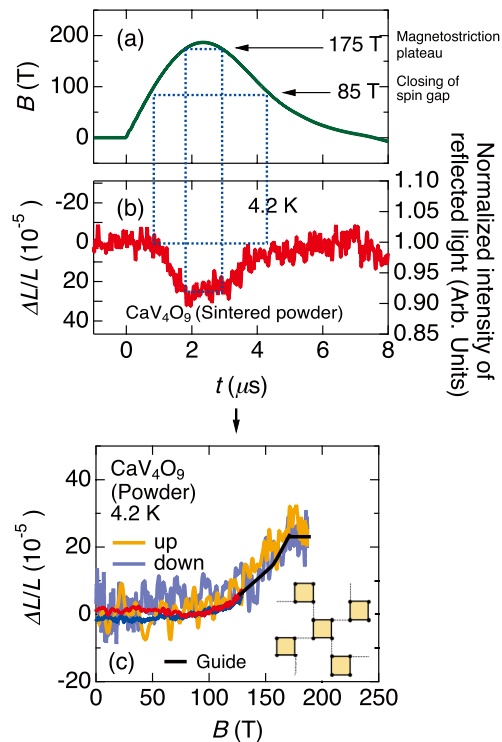 (a)
200
100
0
B (T)
175 T
Magnetostriction
plateau
85 T
Closing of
spin gap
(b)
4.2 K
-20
0
20
40
ΔL/L (10⁻⁵)
1.10
1.05
1.00
0.95
0.90
0.85
Normalized intensity of
reflected light (Arb. Units)
CaV₄O₉ (Sintered powder)
0 2 4 6 8
t (μs)
CaV₄O₉
(Powder)
4.2 K
up
down
40
20
0
-20
ΔL/L (10⁻⁵)
(c)
Guide
0 50 100 150 200 250
B (T)